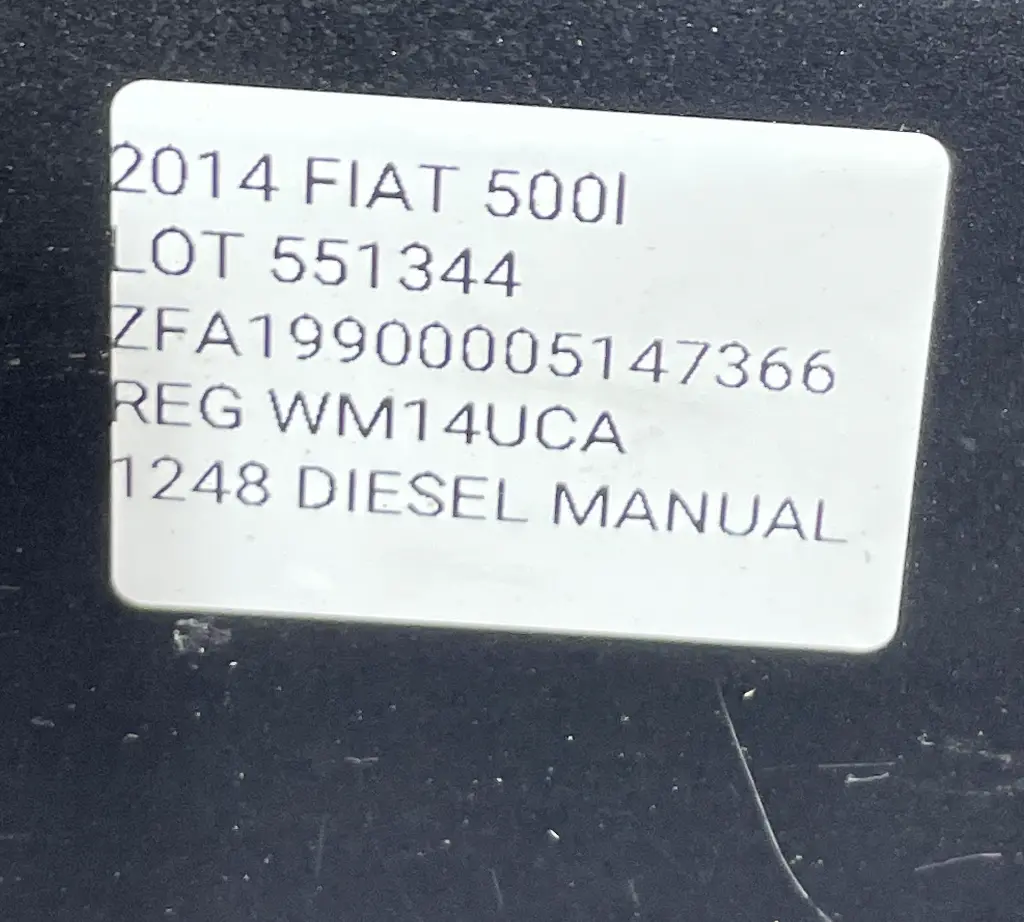 2014 FIAT 500l
LOT 551344
ZFA19900005147366
REG WM14UCA
1248 DIESEL MANUAL